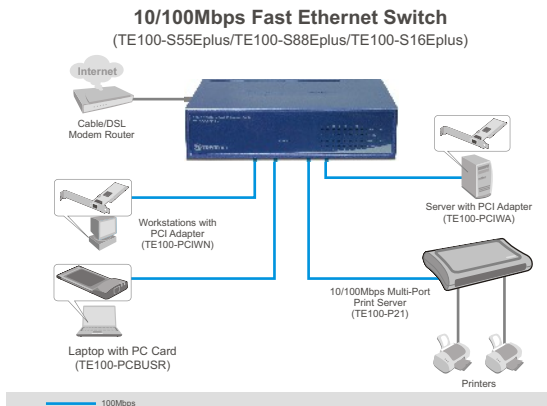 10/100Mbps Fast Ethernet Switch
(TE100-S55Eplus/TE100-S88Eplus/TE100-S16Eplus)
Internet
Cable/DSL
Modem Router
Server with PCI Adapter
(TE100-PCIWA)
Workstations with
PCI Adapter
(TE100-PCIWN)
10/100Mbps Multi-Port
Print Server
(TE100-P21)
Laptop with PC Card
(TE100-PCBUSR)
Printers
100Mbps